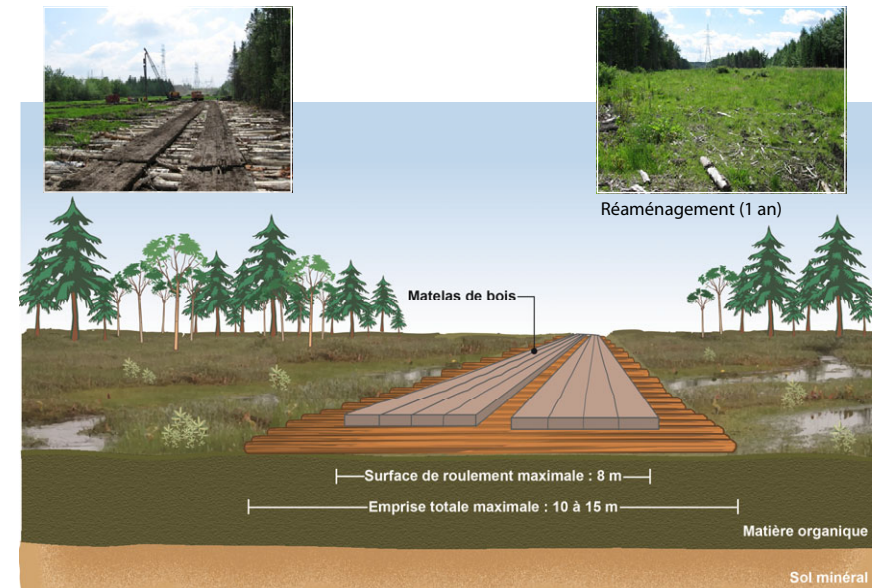 Réaménagement (1 an)
Matelas de bois
Surface de roulement maximale : 8 m
Emprise totale maximale : 10 à 15 m
Matière organique
Sol minéral